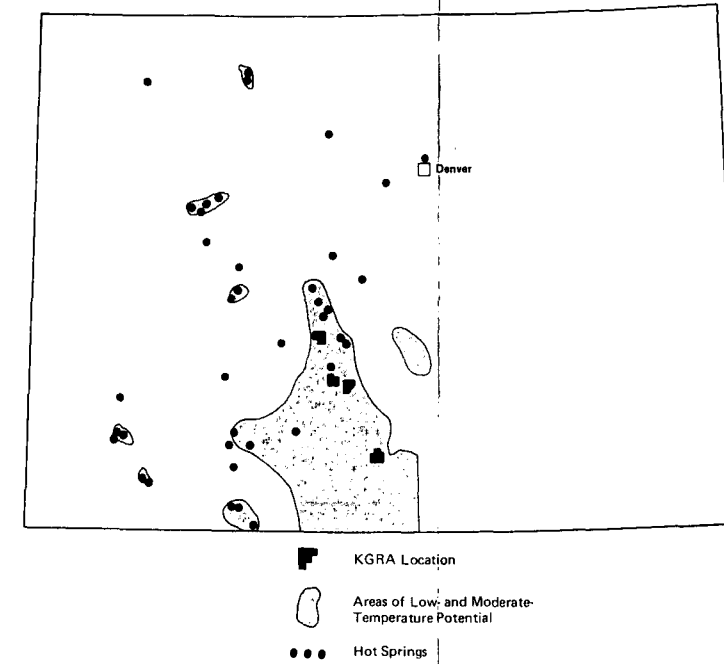 Denver
KGRA Location
Areas of Low- and Moderate-
Temperature Potential
Hot Springs